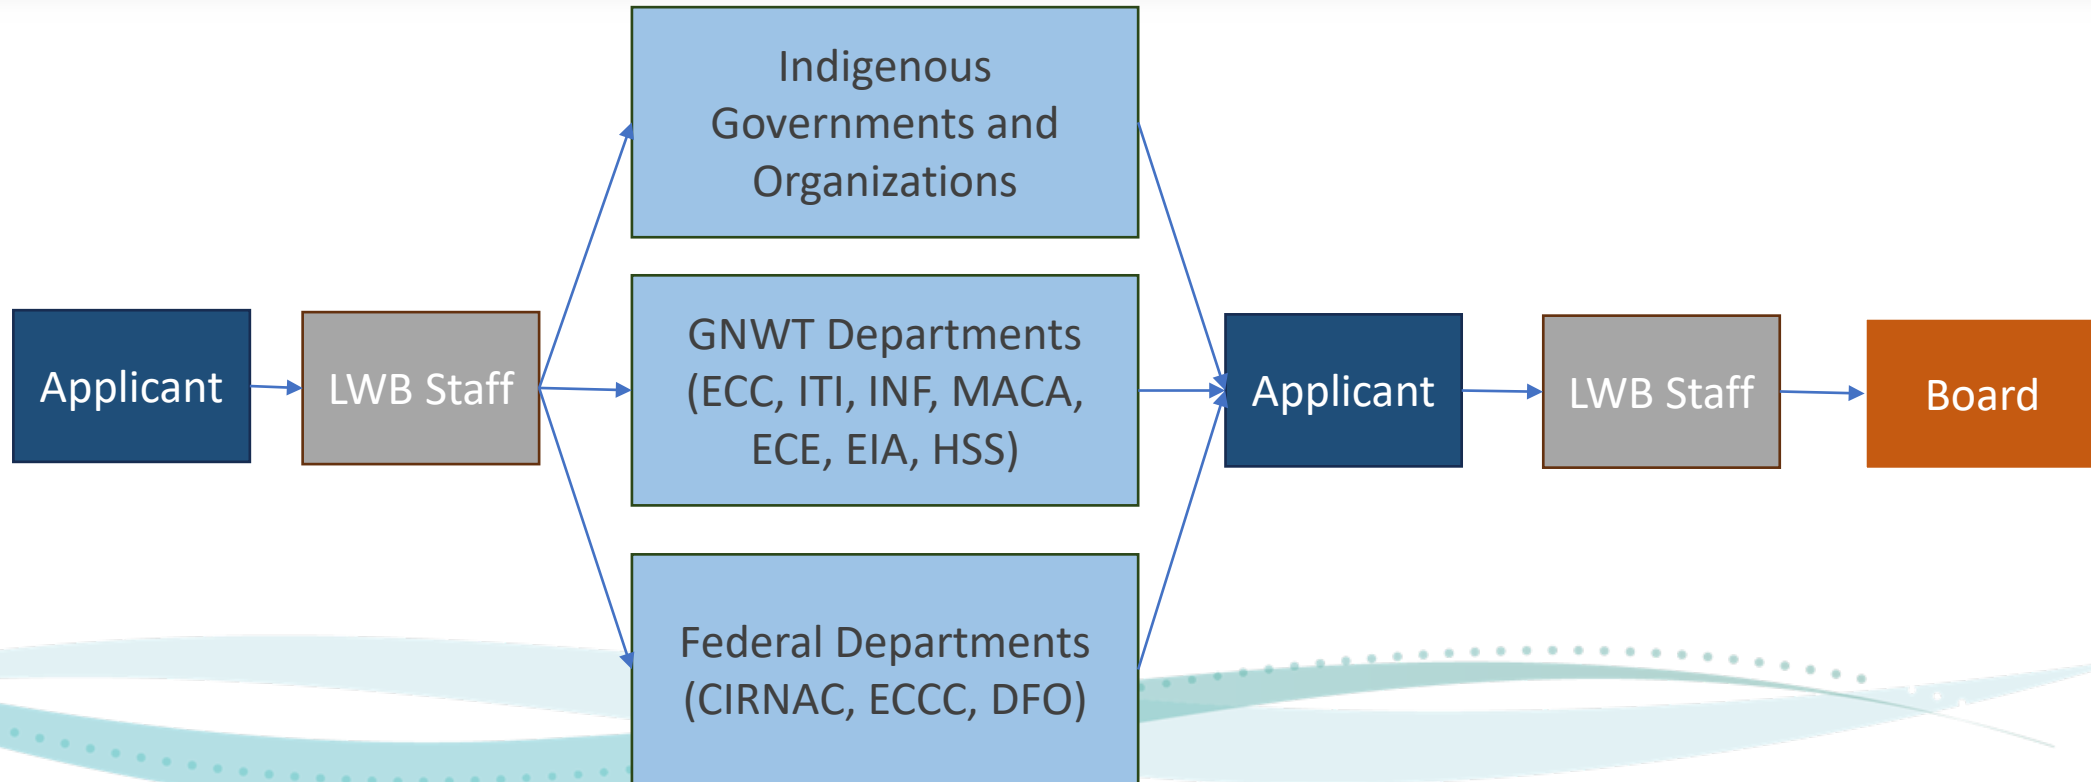 Applicant
LWB Staff
Indigenous
Governments and
Organizations
GNWT Departments
(ECC, ITI, INF, MACA,
ECE, EIA, HSS)
Federal Departments
(CIRNAC, ECCC, DFO)
Applicant
LWB Staff
Board